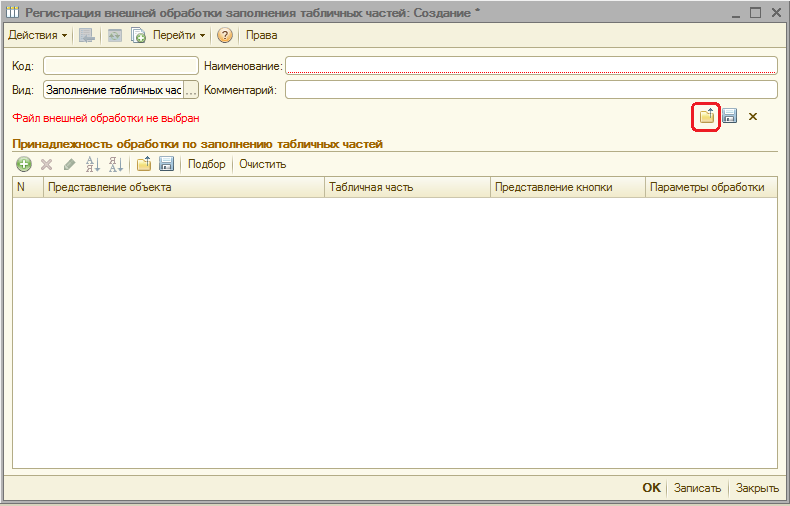 Регистрация внешней обработки заполнения табличных частей: Создание *
Действия Перейти ? Права
Код: Наименование:
Вид: Заполнение табличных час ... Комментарий:
Файл внешней обработки не выбран
Принадлежность обработки по заполнению табличных частей
Подбор Очистить
N Представление объекта Табличная часть Представление кнопки Параметры обработки
OK Записать Закрыть